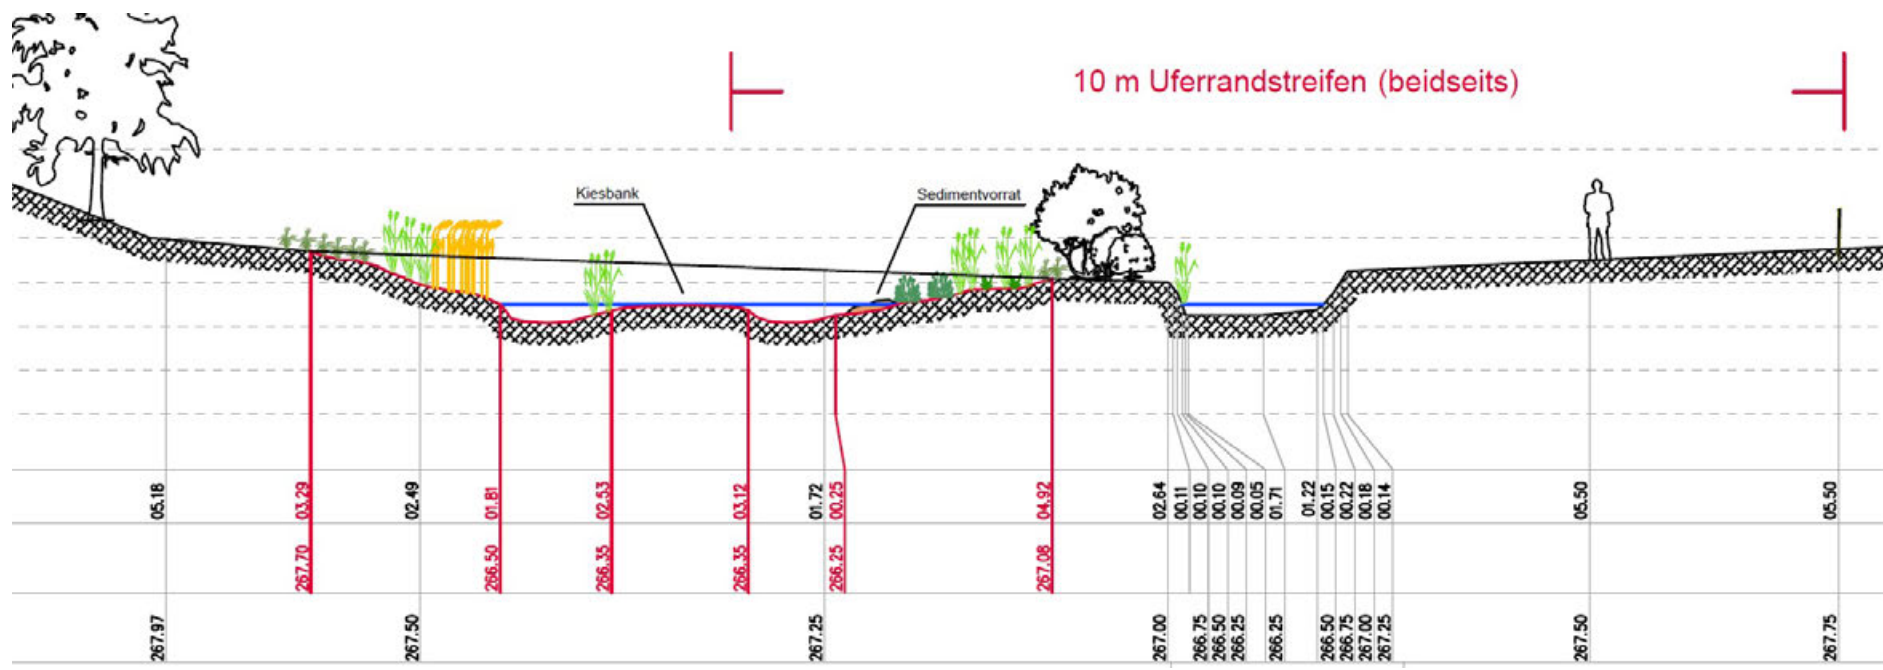 10 m Uferrandstreifen (beidseits)
Kiesbank
Sedimentvorrat
05.18 03.29 02.49 01.81 02.53 03.12 01.72 00.25 04.92 02.64 00.11 00.10 00.10 00.09 00.05 01.71 01.22 00.15 00.22 00.18 00.14 05.50 05.50
267.70 266.50 266.35 266.35 266.25 267.08
267.97 267.50 267.25 267.00 266.75 266.50 266.25 266.25 266.50 266.75 267.00 267.25 267.50 267.75